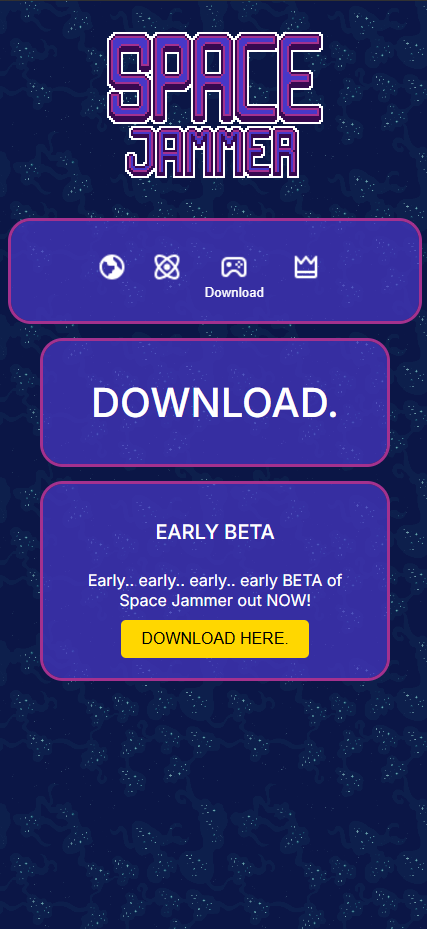 SPACE
JAMMER
Download
DOWNLOAD.
EARLY BETA
Early.. early.. early.. early BETA of
Space Jammer out NOW!
DOWNLOAD HERE.